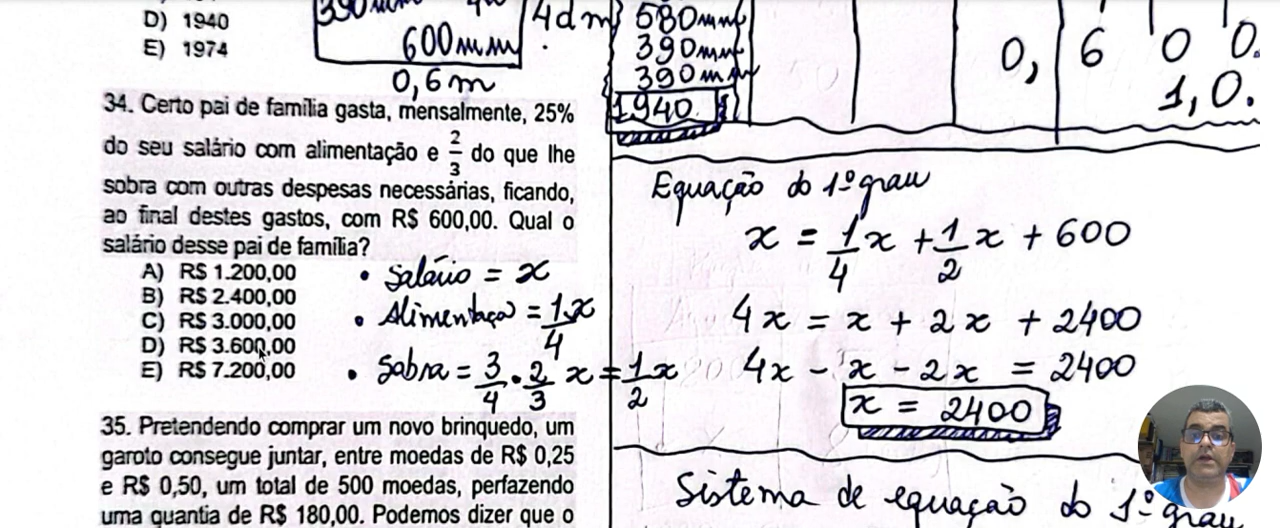 D) 1940
E) 1974
390mm
600mm
0,6m
4dm
580mm
390mm
390mm
1940.
0, 6 0 0.
1,0.
34. Certo pai de família gasta, mensalmente, 25%
do seu salário com alimentação e 2/3 do que lhe
sobra com outras despesas necessárias, ficando,
ao final destes gastos, com R$ 600,00. Qual o
salário desse pai de família?
A) R$ 1.200,00
B) R$ 2.400,00
C) R$ 3.000,00
D) R$ 3.600,00
E) R$ 7.200,00
• Salário = x
• Alimentaçao = 1/4 x
• Sobra = 3/4 . 2/3 x = 1/2 x
Equação do 1º grau
x = 1/4 x + 1/2 x + 600
4x = x + 2x + 2400
4x - x - 2x = 2400
x = 2400
35. Pretendendo comprar um novo brinquedo, um
garoto consegue juntar, entre moedas de R$ 0,25
e R$ 0,50, um total de 500 moedas, perfazendo
uma quantia de R$ 180,00. Podemos dizer que o
Sistema de equação do 1º grau